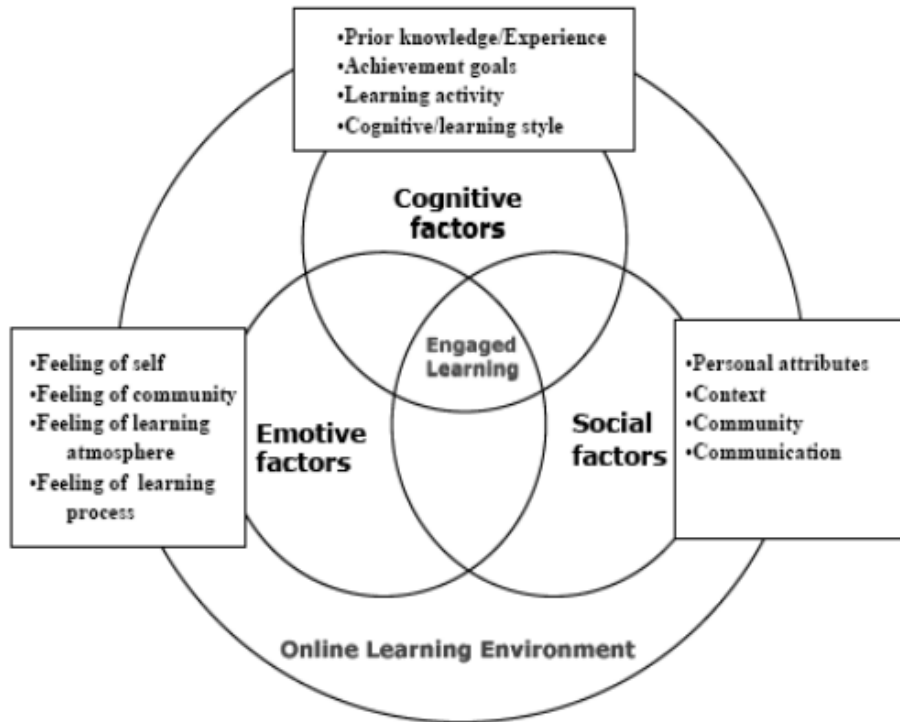 •Prior knowledge/Experience
•Achievement goals
•Learning activity
•Cognitive/learning style
Cognitive
factors
Engaged
Learning
•Feeling of self
•Feeling of community
•Feeling of learning
atmosphere
•Feeling of learning
process
Emotive
factors
Social
factors
•Personal attributes
•Context
•Community
•Communication
Online Learning Environment